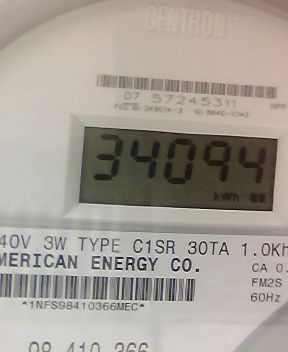 CENTRON®
07 57245311
34094
kWh
40V 3W TYPE C1SR 30TA 1.0Kh
MERICAN ENERGY CO.
CA 0.
FM2S
60Hz
*1NFS98410366MEC*
98 410 366